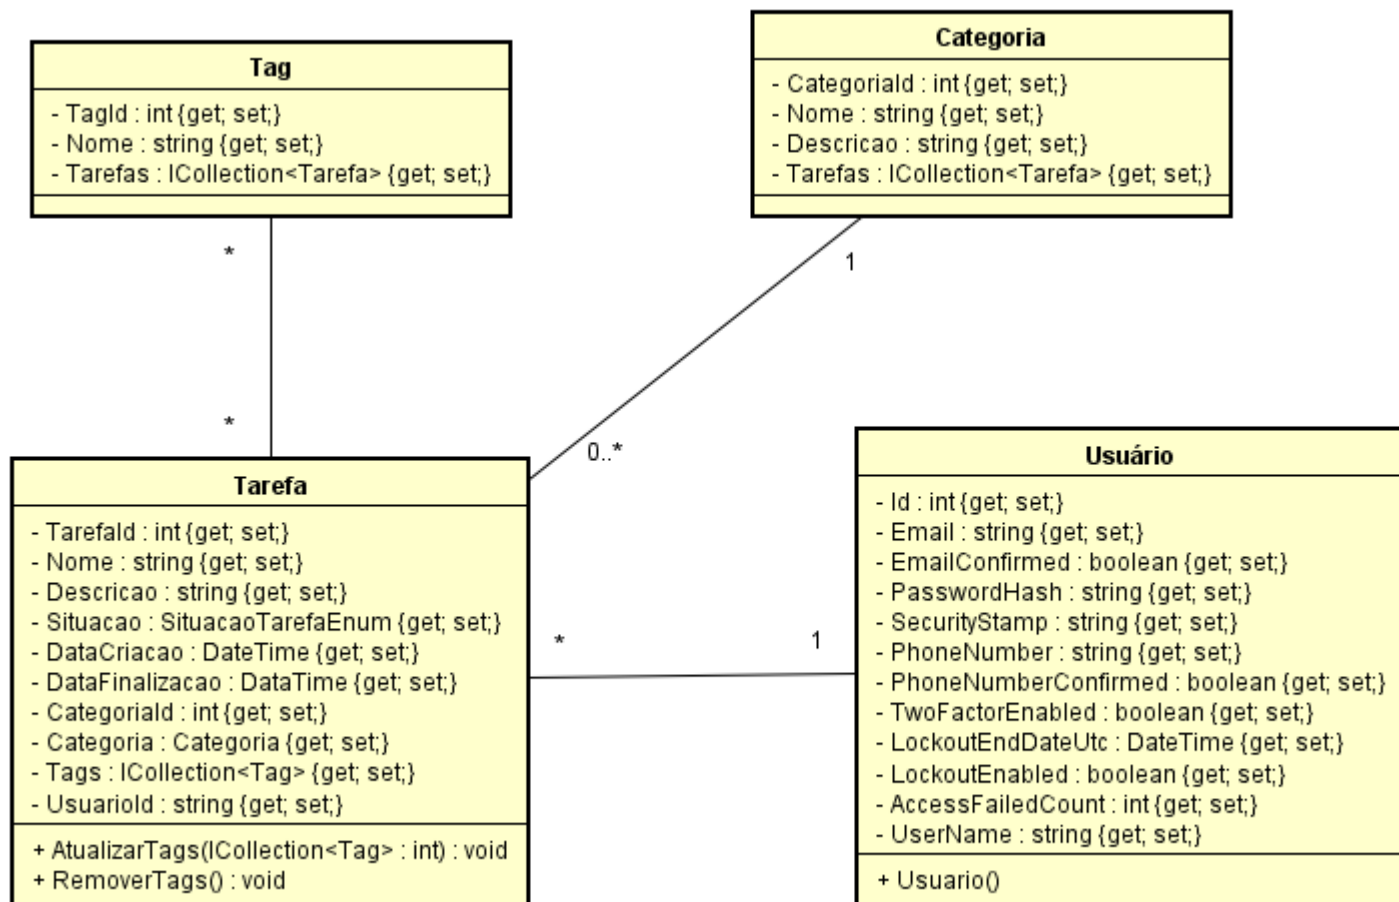 Tag
- TagId : int {get; set;}
- Nome : string {get; set;}
- Tarefas : ICollection<Tarefa> {get; set;}
Categoria
- CategoriaId : int {get; set;}
- Nome : string {get; set;}
- Descricao : string {get; set;}
- Tarefas : ICollection<Tarefa> {get; set;}
*
1
*
0..*
Tarefa
- TarefaId : int {get; set;}
- Nome : string {get; set;}
- Descricao : string {get; set;}
- Situacao : SituacaoTarefaEnum {get; set;}
- DataCriacao : DateTime {get; set;}
- DataFinalizacao : DataTime {get; set;}
- CategoriaId : int {get; set;}
- Categoria : Categoria {get; set;}
- Tags : ICollection<Tag> {get; set;}
- UsuarioId : string {get; set;}
+ AtualizarTags(ICollection<Tag> : int) : void
+ RemoverTags() : void
*
1
Usuário
- Id : int {get; set;}
- Email : string {get; set;}
- EmailConfirmed : boolean {get; set;}
- PasswordHash : string {get; set;}
- SecurityStamp : string {get; set;}
- PhoneNumber : string {get; set;}
- PhoneNumberConfirmed : boolean {get; set;}
- TwoFactorEnabled : boolean {get; set;}
- LockoutEndDateUtc : DateTime {get; set;}
- LockoutEnabled : boolean {get; set;}
- AccessFailedCount : int {get; set;}
- UserName : string {get; set;}
+ Usuario()